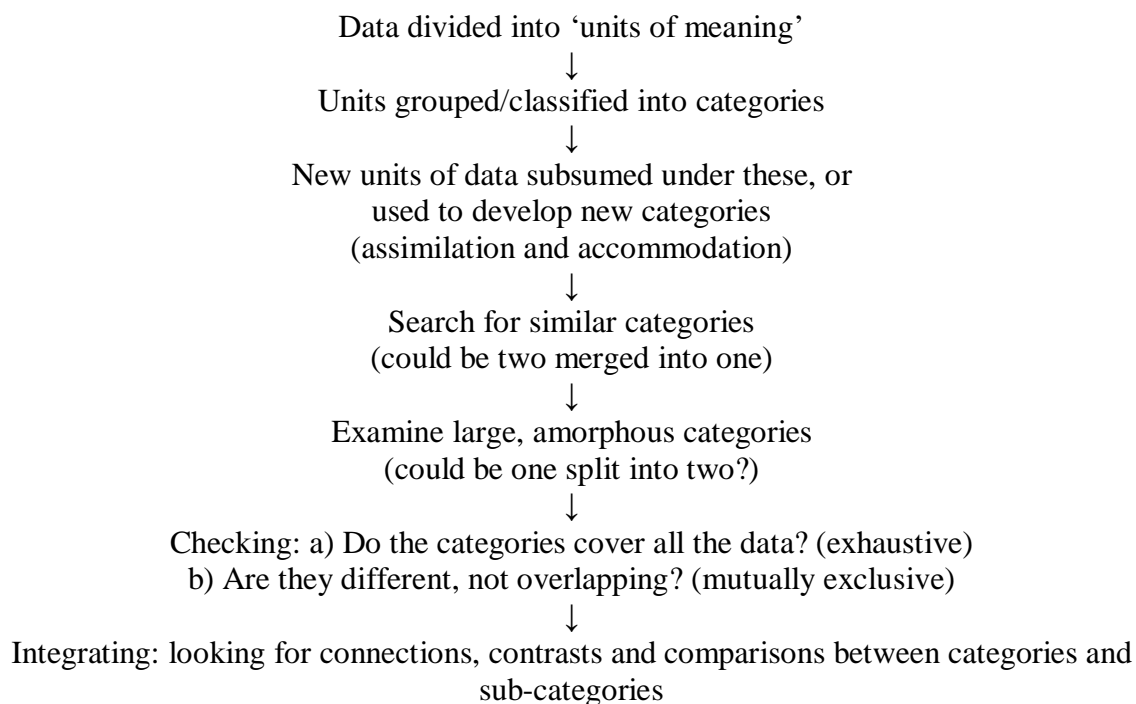 Data divided into ‘units of meaning’
↓
Units grouped/classified into categories
↓
New units of data subsumed under these, or
used to develop new categories
(assimilation and accommodation)
↓
Search for similar categories
(could be two merged into one)
↓
Examine large, amorphous categories
(could be one split into two?)
↓
Checking: a) Do the categories cover all the data? (exhaustive)
b) Are they different, not overlapping? (mutually exclusive)
↓
Integrating: looking for connections, contrasts and comparisons between categories and
sub-categories